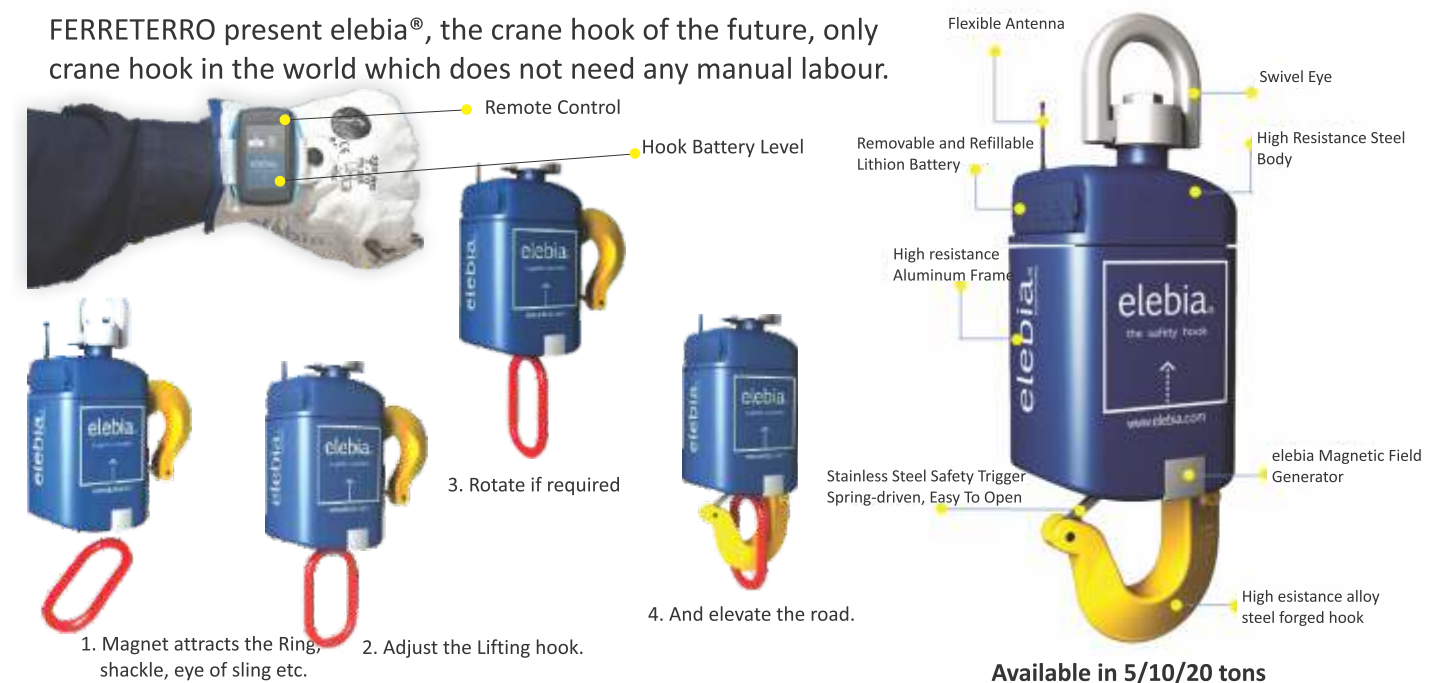 FERRETERRO present elebia®, the crane hook of the future, only
crane hook in the world which does not need any manual labour.
Remote Control
Hook Battery Level
elebia
elebia
elebia
elebia
elebia
elebia
elebia
elebia
1. Magnet attracts the Ring,
shackle, eye of sling etc.
2. Adjust the Lifting hook.
3. Rotate if required
4. And elevate the road.
Flexible Antenna
Swivel Eye
Removable and Refillable
Lithion Battery
High Resistance Steel
Body
High resistance
Aluminum Frame
elebia®
elebia®
the safety hook
www.elebia.com
elebia Magnetic Field
Generator
Stainless Steel Safety Trigger
Spring-driven, Easy To Open
High esistance alloy
steel forged hook
Available in 5/10/20 tons